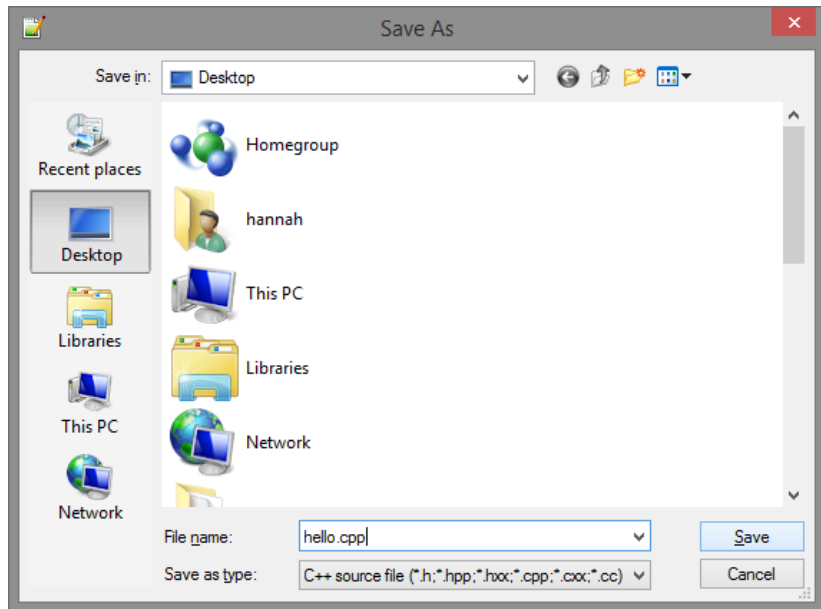 Save As
Save in:
Desktop
Recent places
Desktop
Libraries
This PC
Network
Homegroup
hannah
This PC
Libraries
Network
File name:
hello.cpp
Save
Save as type:
C++ source file (*.h;*.hpp;*.hxx;*.cpp;*.cxx;*.cc)
Cancel